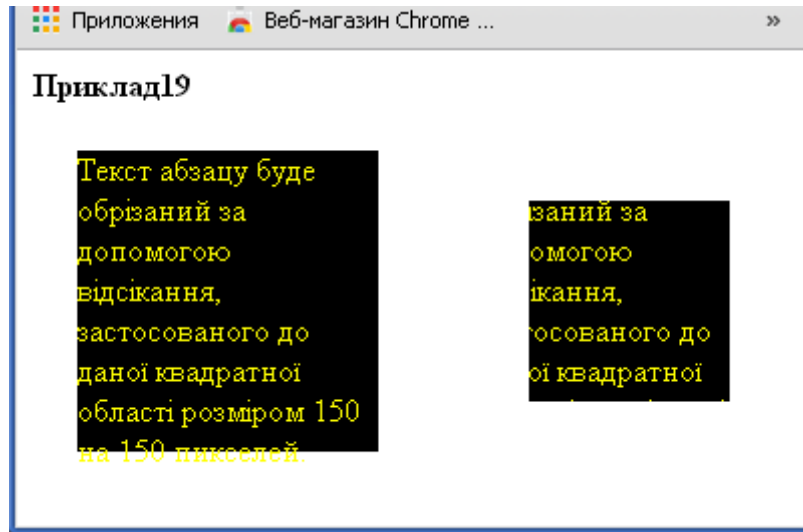 Приложения Веб-магазин Chrome ... »
Приклад19
Текст абзацу буде
обрізаний за
допомогою
відсікання,
застосованого до
даної квадратної
області розміром 150
на 150 пикселей.
ізаний за
омогою
ікання,
тосованого до
ої квадратної